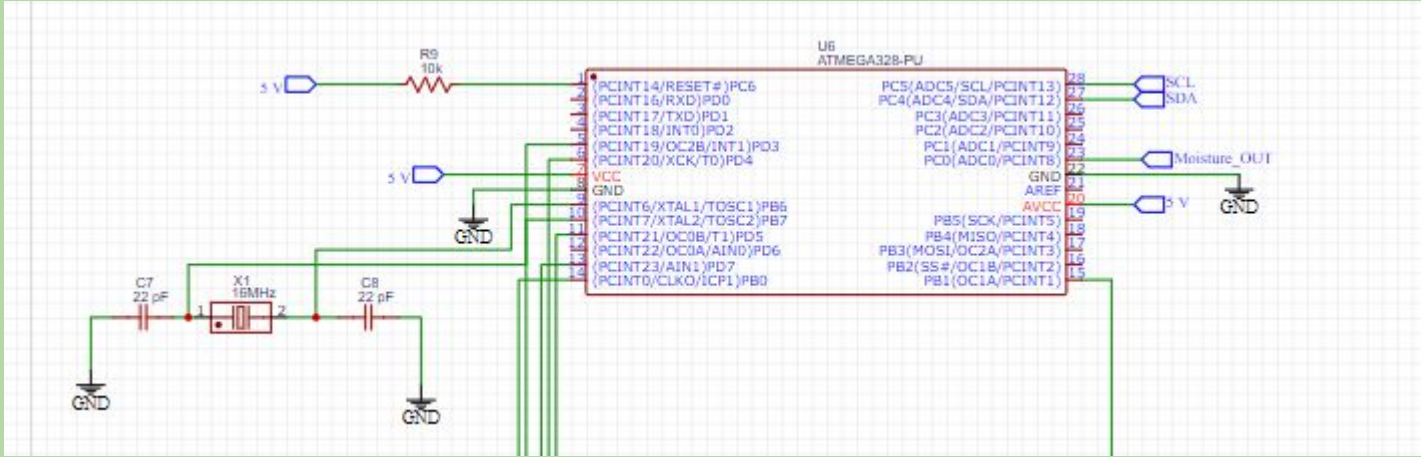 U6
ATMEGA328-PU
R9
10k
5 V
1 (PCINT14/RESET#)PC6
2 (PCINT16/RXD)PD0
3 (PCINT17/TXD)PD1
4 (PCINT18/INT0)PD2
5 (PCINT19/OC2B/INT1)PD3
6 (PCINT20/XCK/T0)PD4
5 V
7 VCC
8 GND
GND
9 (PCINT6/XTAL1/TOSC1)PB6
10 (PCINT7/XTAL2/TOSC2)PB7
11 (PCINT21/OC0B/T1)PD5
12 (PCINT22/OC0A/AIN0)PD6
13 (PCINT23/AIN1)PD7
14 (PCINT0/CLKO/ICP1)PB0
PC5(ADC5/SCL/PCINT13) 28 SCL
PC4(ADC4/SDA/PCINT12) 27 SDA
PC3(ADC3/PCINT11) 26
PC2(ADC2/PCINT10) 25
PC1(ADC1/PCINT9) 24
PC0(ADC0/PCINT8) 23 Moisture_OUT
GND 22
AREF 21
AVCC 20 5 V
GND
PB5(SCK/PCINT5) 19
PB4(MISO/PCINT4) 18
PB3(MOSI/OC2A/PCINT3) 17
PB2(SS#/OC1B/PCINT2) 16
PB1(OC1A/PCINT1) 15
C7
22 pF
X1
16MHz
1 2
C8
22 pF
GND
GND